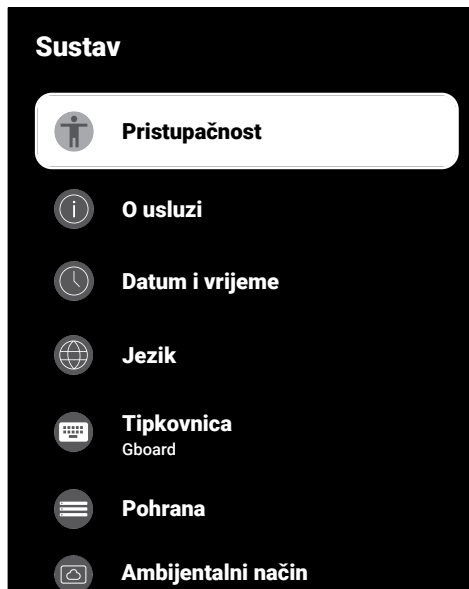 Sustav
Pristupačnost
O usluzi
Datum i vrijeme
Jezik
Tipkovnica
Gboard
Pohrana
Ambijentalni način